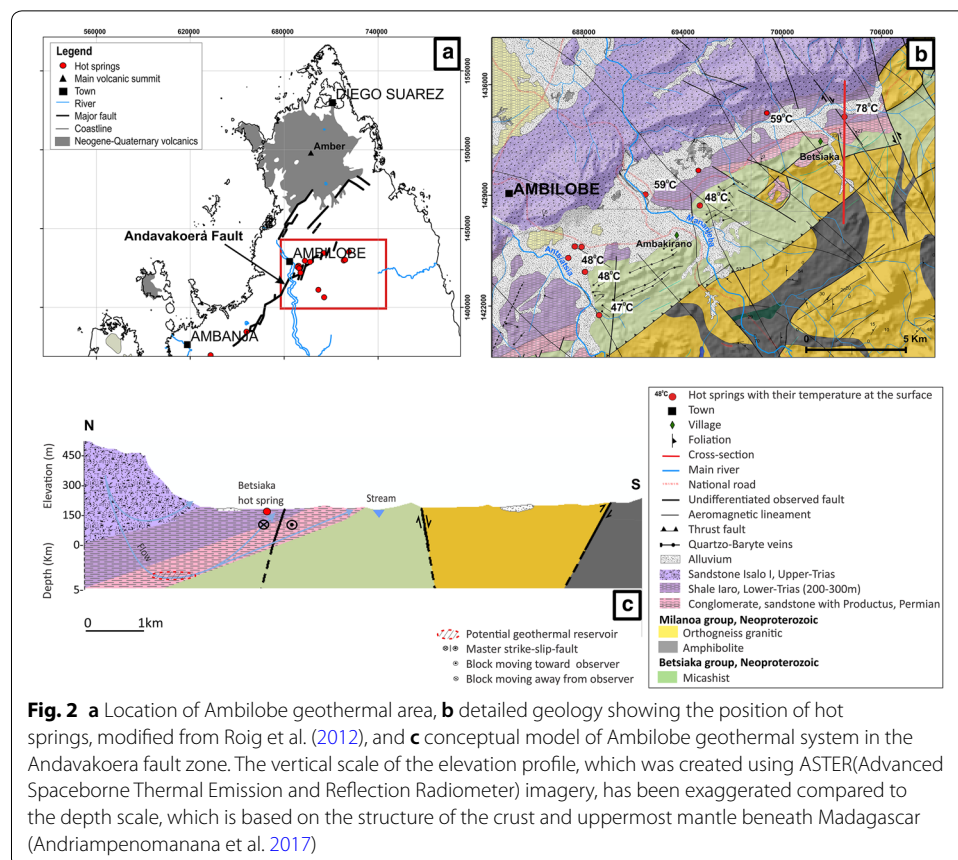 560000 620000 680000 740000
a
Legend
Hot springs
Main volcanic summit
Town
River
Major fault
Coastline
Neogene-Quaternary volcanics
DIEGO SUAREZ
Amber
Andavakoera Fault
AMBILOBE
AMBANJA
1550000
1500000
1450000
1400000
688000 694000 700000 706000
b
1436000
1429000
1422000
59°C
78°C
Betsiaka
AMBILOBE
59°C
48°C
Ambakirano
48°C
48°C
47°C
0 5 Km
N
Elevation (m)
450
300
150
0
Depth (Km)
5
Betsiaka
hot spring
Stream
S
Flow
c
0 1km
Potential geothermal reservoir
Master strike-slip-fault
Block moving toward observer
Block moving away from observer
48°C Hot springs with their temperature at the surface
Town
Village
Foliation
Cross-section
Main river
National road
Undifferentiated observed fault
Aeromagnetic lineament
Thrust fault
Quartzo-Baryte veins
Alluvium
Sandstone Isalo I, Upper-Trias
Shale Iaro, Lower-Trias (200-300m)
Conglomerate, sandstone with Productus, Permian
Milanoa group, Neoproterozoic
Orthogneiss granitic
Amphibolite
Betsiaka group, Neoproterozoic
Micashist
Fig. 2 a Location of Ambilobe geothermal area, b detailed geology showing the position of hot
springs, modified from Roig et al. (2012), and c conceptual model of Ambilobe geothermal system in the
Andavakoera fault zone. The vertical scale of the elevation profile, which was created using ASTER(Advanced
Spaceborne Thermal Emission and Reflection Radiometer) imagery, has been exaggerated compared to
the depth scale, which is based on the structure of the crust and uppermost mantle beneath Madagascar
(Andriampenomanana et al. 2017)